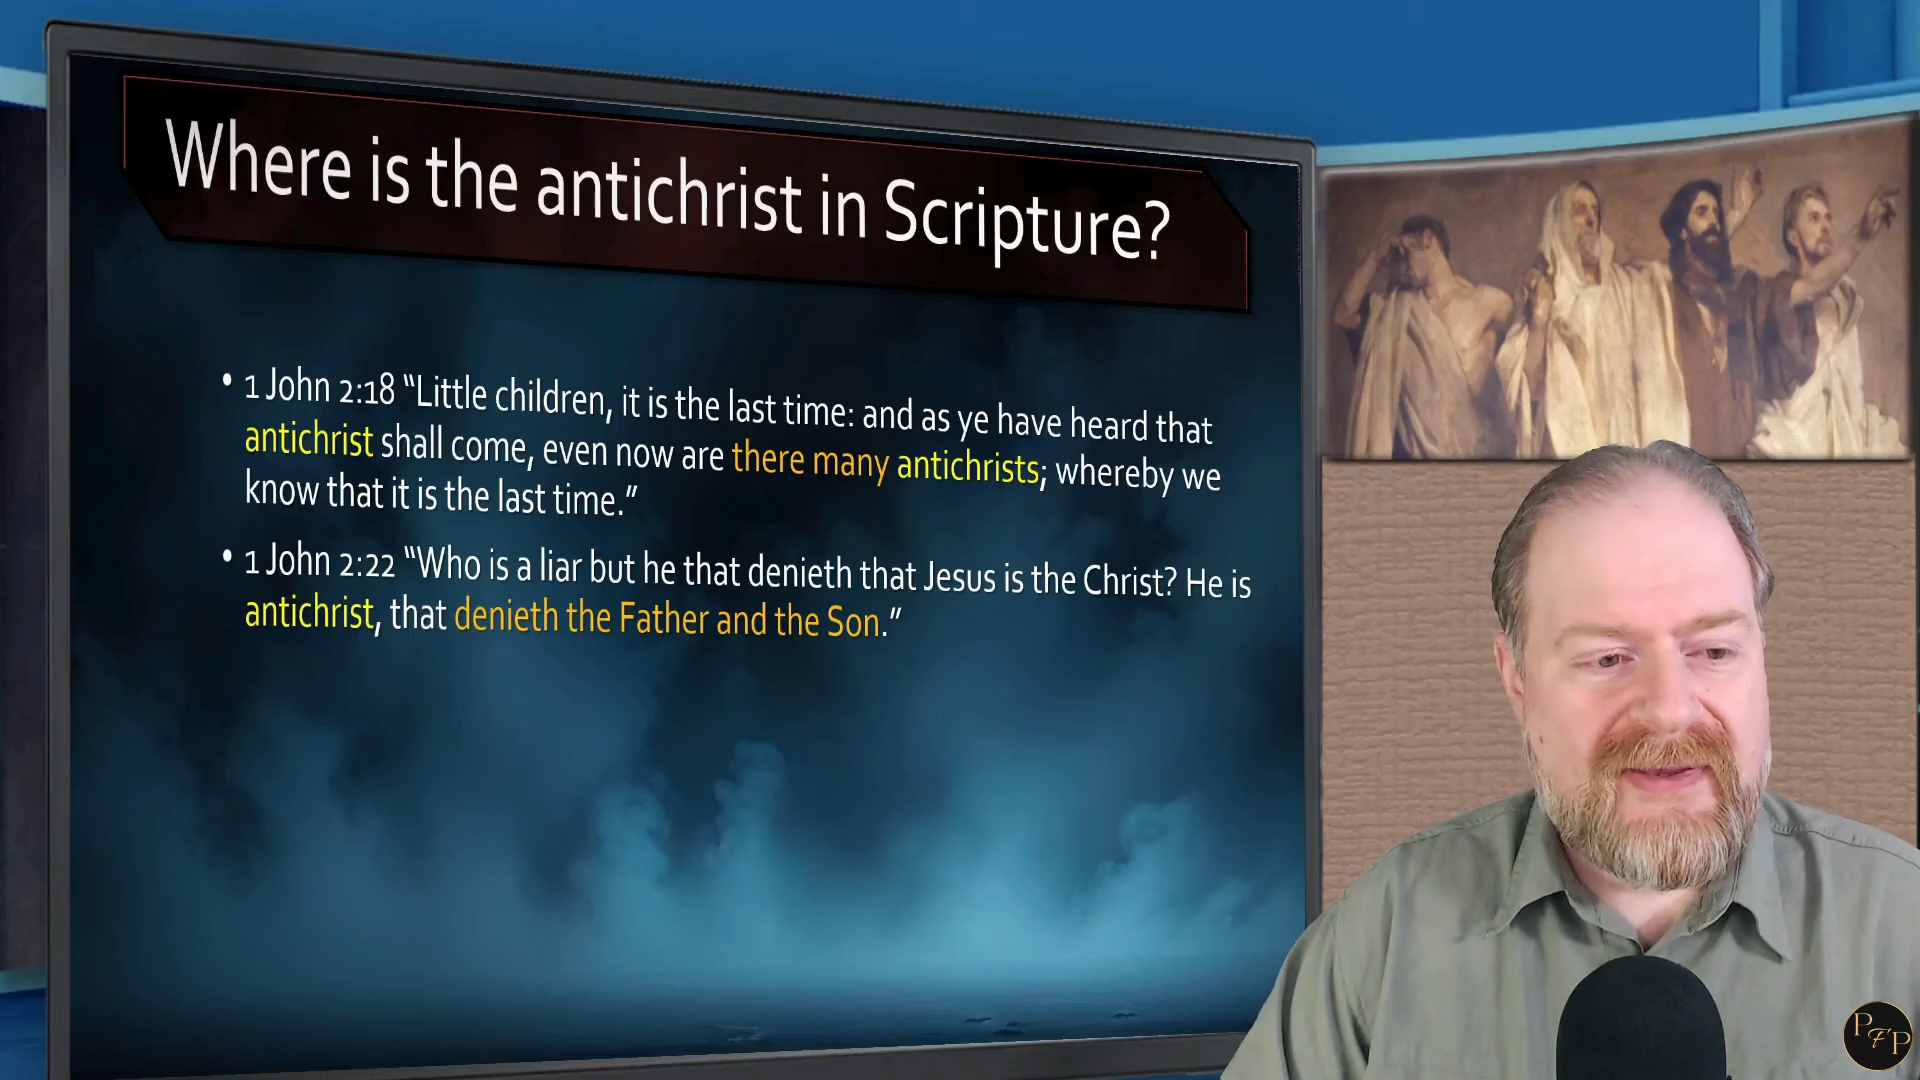 Where is the antichrist in Scripture?
• 1 John 2:18 “Little children, it is the last time: and as ye have heard that
antichrist shall come, even now are there many antichrists; whereby we
know that it is the last time.”
• 1 John 2:22 “Who is a liar but he that denieth that Jesus is the Christ? He is
antichrist, that denieth the Father and the Son.”
PFP